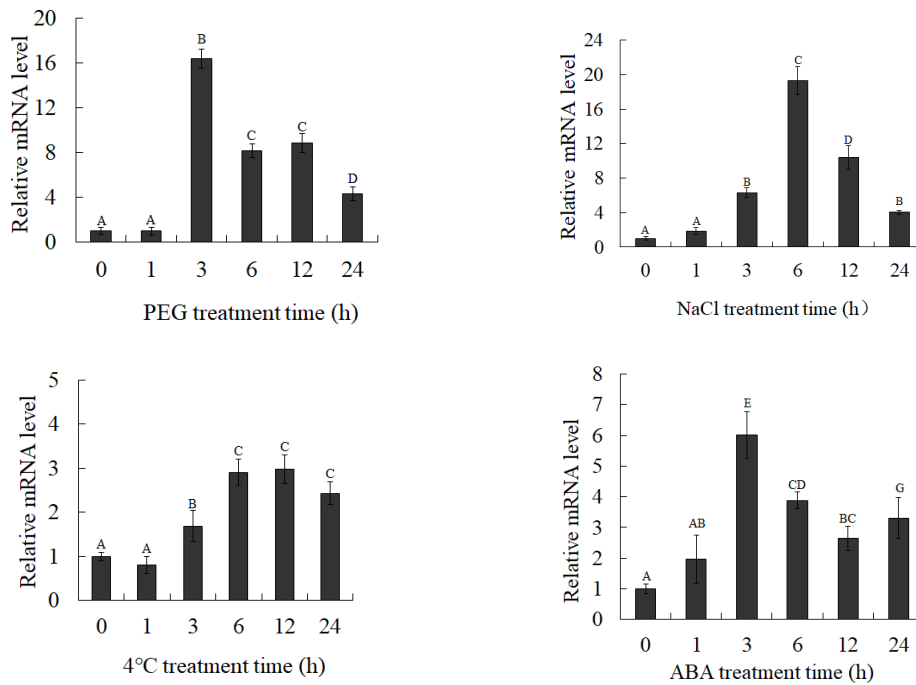 Relative mRNA level
20
16
12
8
4
0
A
A
B
C
C
D
0 1 3 6 12 24
PEG treatment time (h)
Relative mRNA level
24
20
16
12
8
4
0
A
A
B
C
D
B
0 1 3 6 12 24
NaCl treatment time (h）
Relative mRNA level
5
4
3
2
1
0
A
A
B
C
C
C
0 1 3 6 12 24
4°C treatment time (h)
Relative mRNA level
8
7
6
5
4
3
2
1
0
A
AB
E
CD
BC
G
0 1 3 6 12 24
ABA treatment time (h)